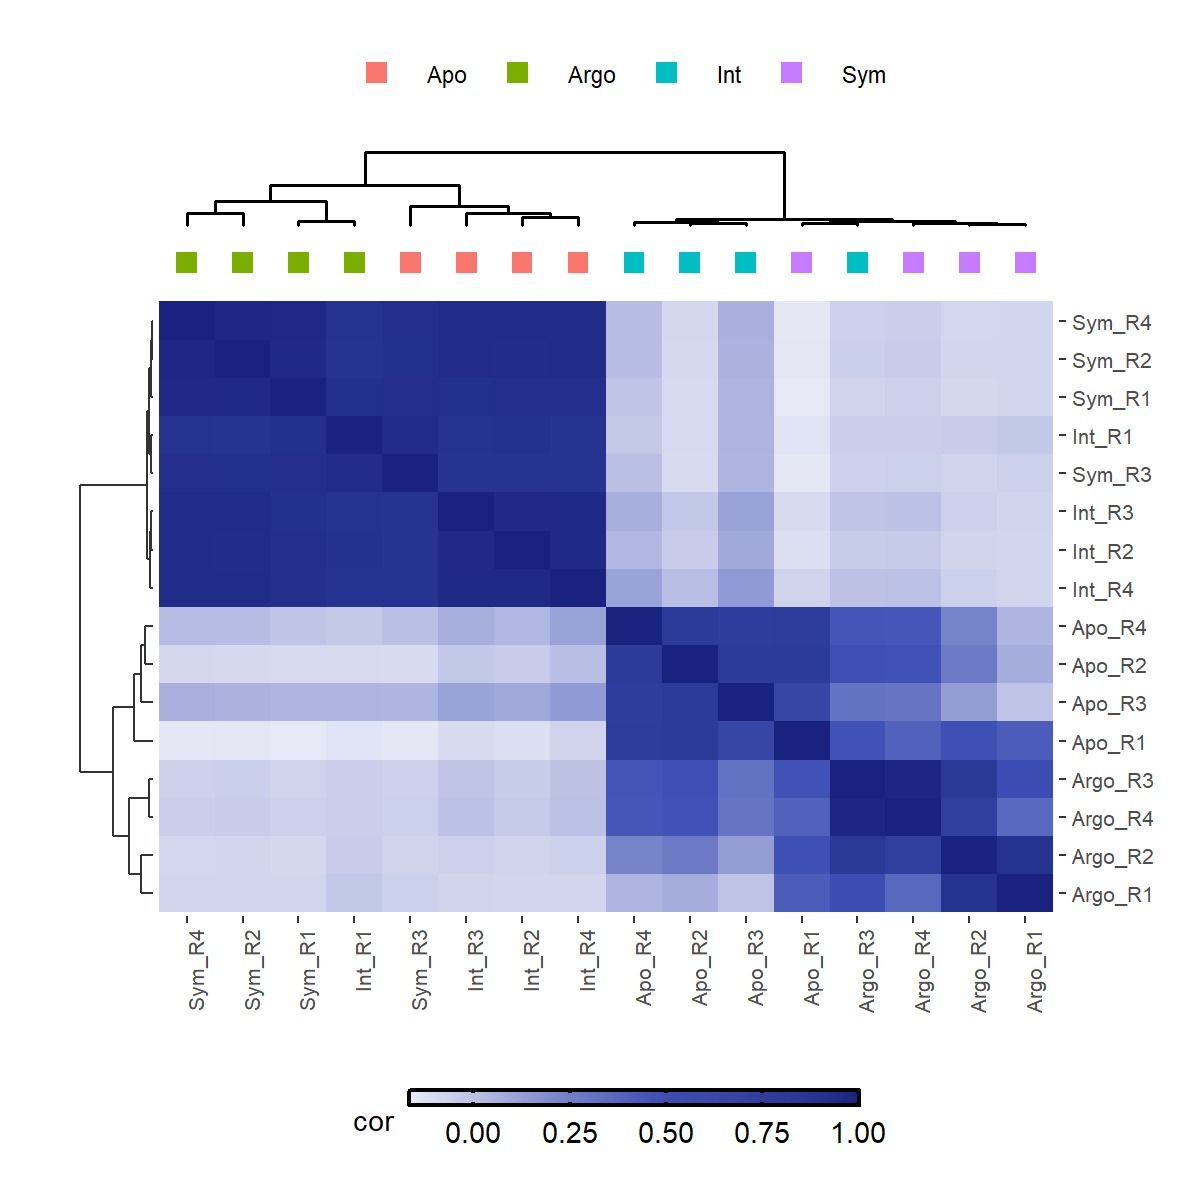 Apo Argo Int Sym
Sym_R4
Sym_R2
Sym_R1
Int_R1
Sym_R3
Int_R3
Int_R2
Int_R4
Apo_R4
Apo_R2
Apo_R3
Apo_R1
Argo_R3
Argo_R4
Argo_R2
Argo_R1
Sym_R4 Sym_R2 Sym_R1 Int_R1 Sym_R3 Int_R3 Int_R2 Int_R4 Apo_R4 Apo_R2 Apo_R3 Apo_R1 Argo_R3 Argo_R4 Argo_R2 Argo_R1
cor
0.00 0.25 0.50 0.75 1.00